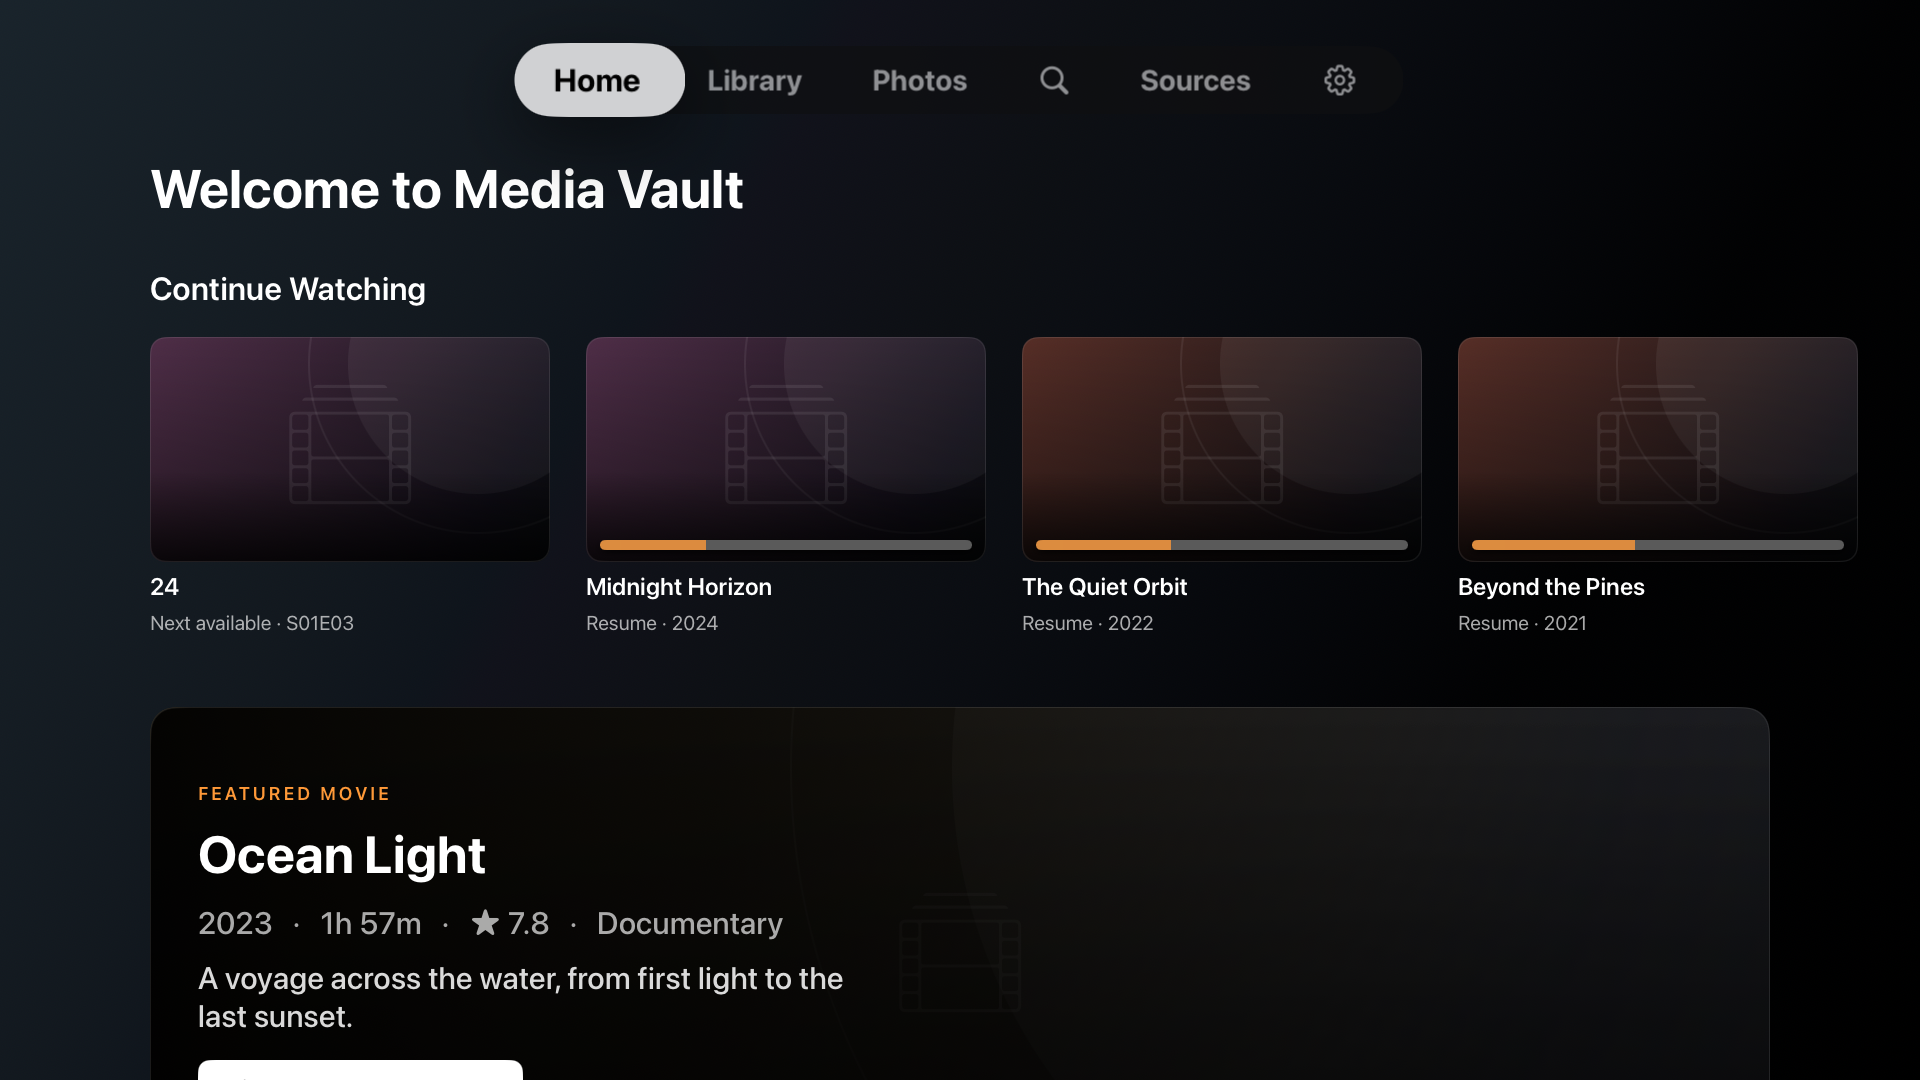 Home
Library
Photos
Sources
Welcome to Media Vault
Continue Watching
24
Next available · S01E03
Midnight Horizon
Resume · 2024
The Quiet Orbit
Resume · 2022
Beyond the Pines
Resume · 2021
FEATURED MOVIE
Ocean Light
2023 · 1h 57m · ★ 7.8 · Documentary
A voyage across the water, from first light to the
last sunset.